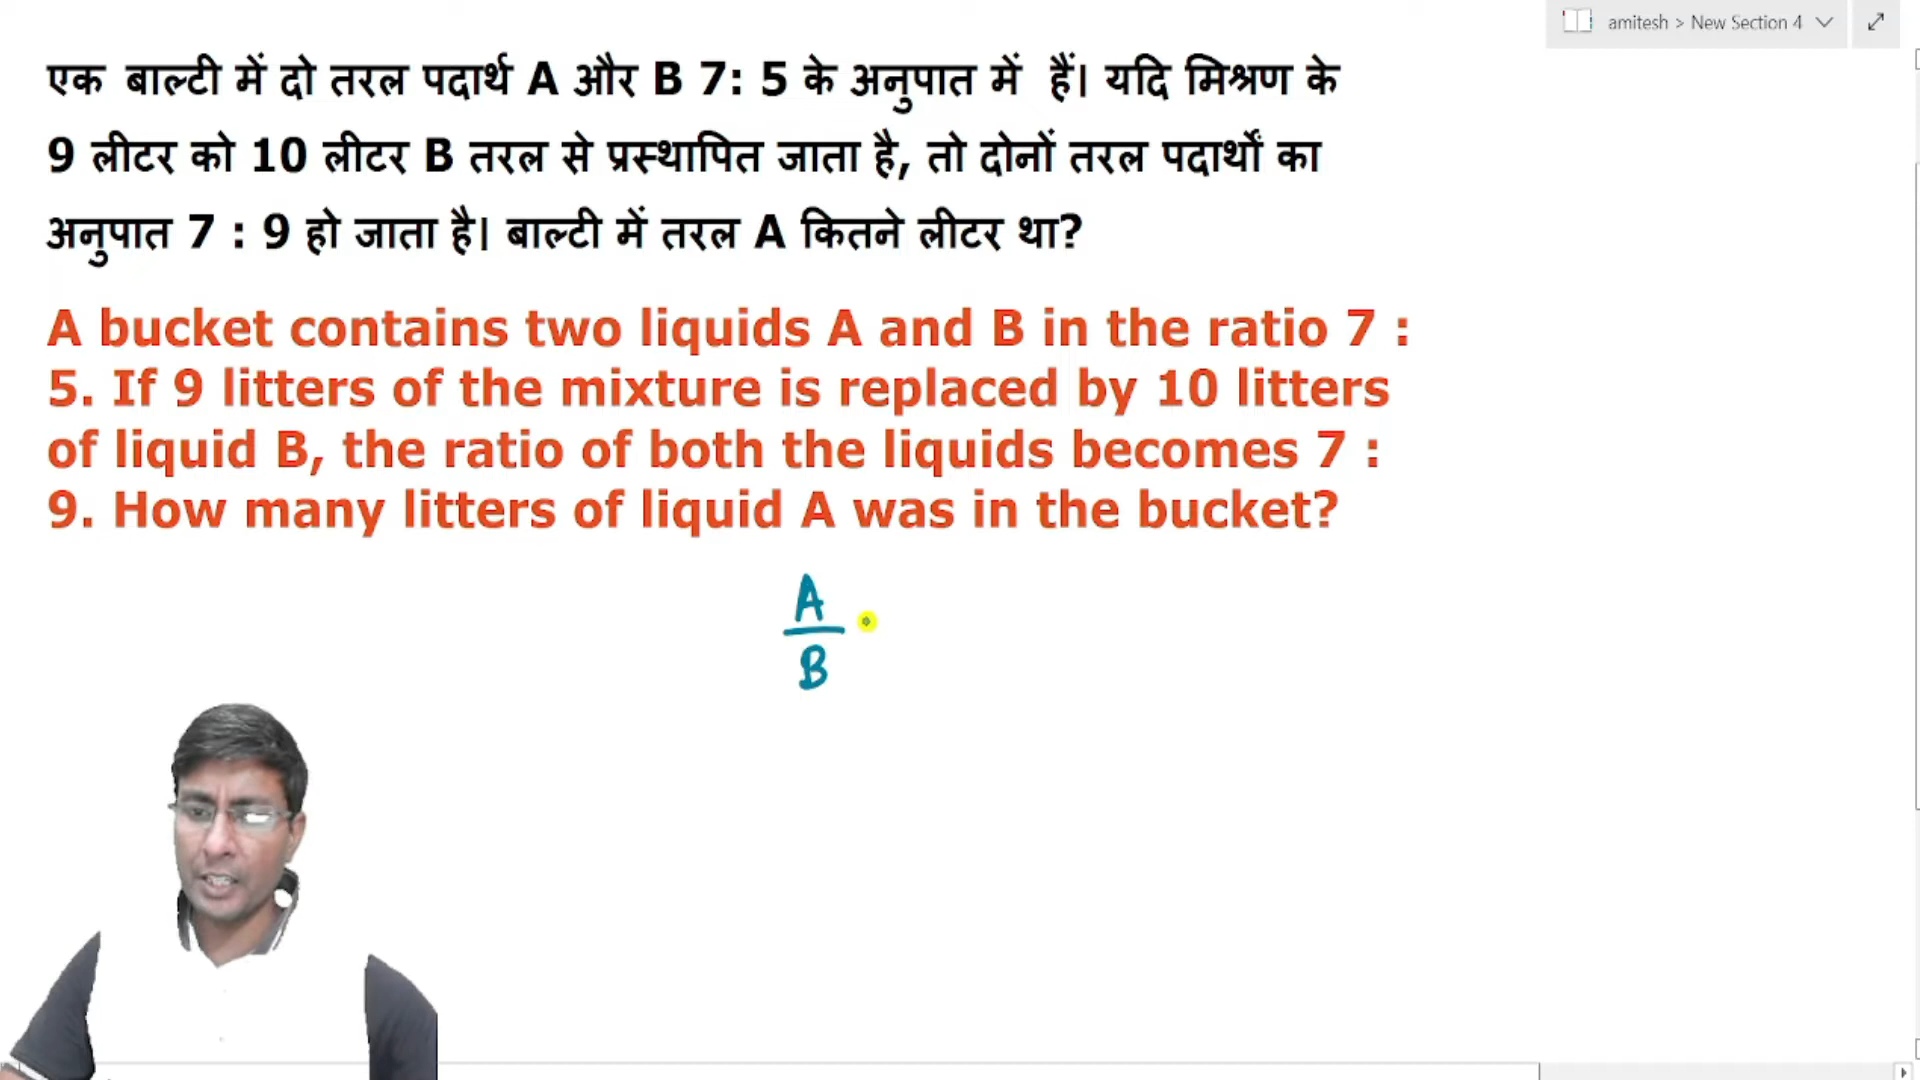 amitesh > New Section 4
एक बाल्टी में दो तरल पदार्थ A और B 7: 5 के अनुपात में हैं। यदि मिश्रण के
9 लीटर को 10 लीटर B तरल से प्रस्थापित जाता है, तो दोनों तरल पदार्थों का
अनुपात 7 : 9 हो जाता है। बाल्टी में तरल A कितने लीटर था?
A bucket contains two liquids A and B in the ratio 7 :
5. If 9 litters of the mixture is replaced by 10 litters
of liquid B, the ratio of both the liquids becomes 7 :
9. How many litters of liquid A was in the bucket?
A
B